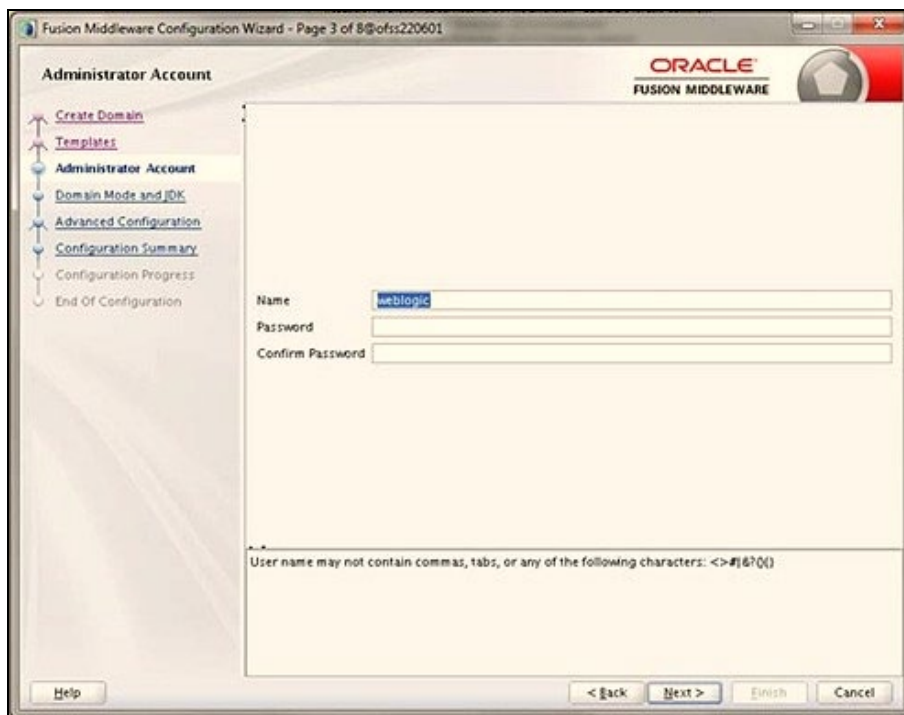 Fusion Middleware Configuration Wizard - Page 3 of 8@ofss220601
Administrator Account
ORACLE
FUSION MIDDLEWARE
Create Domain
Templates
Administrator Account
Domain Mode and JDK
Advanced Configuration
Configuration Summary
Configuration Progress
End Of Configuration
Name weblogic
Password
Confirm Password
User name may not contain commas, tabs, or any of the following characters:
Help
< Back
Next >
Finish
Cancel